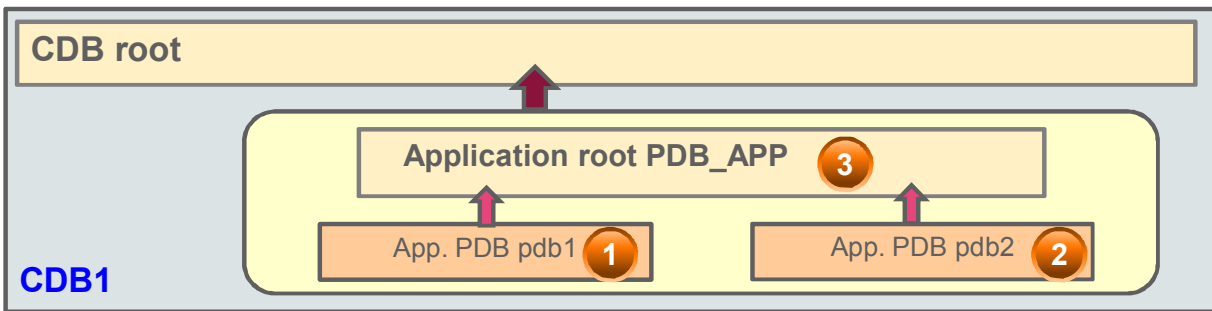 CDB root
Application root PDB_APP 3
App. PDB pdb1 1
App. PDB pdb2 2
CDB1